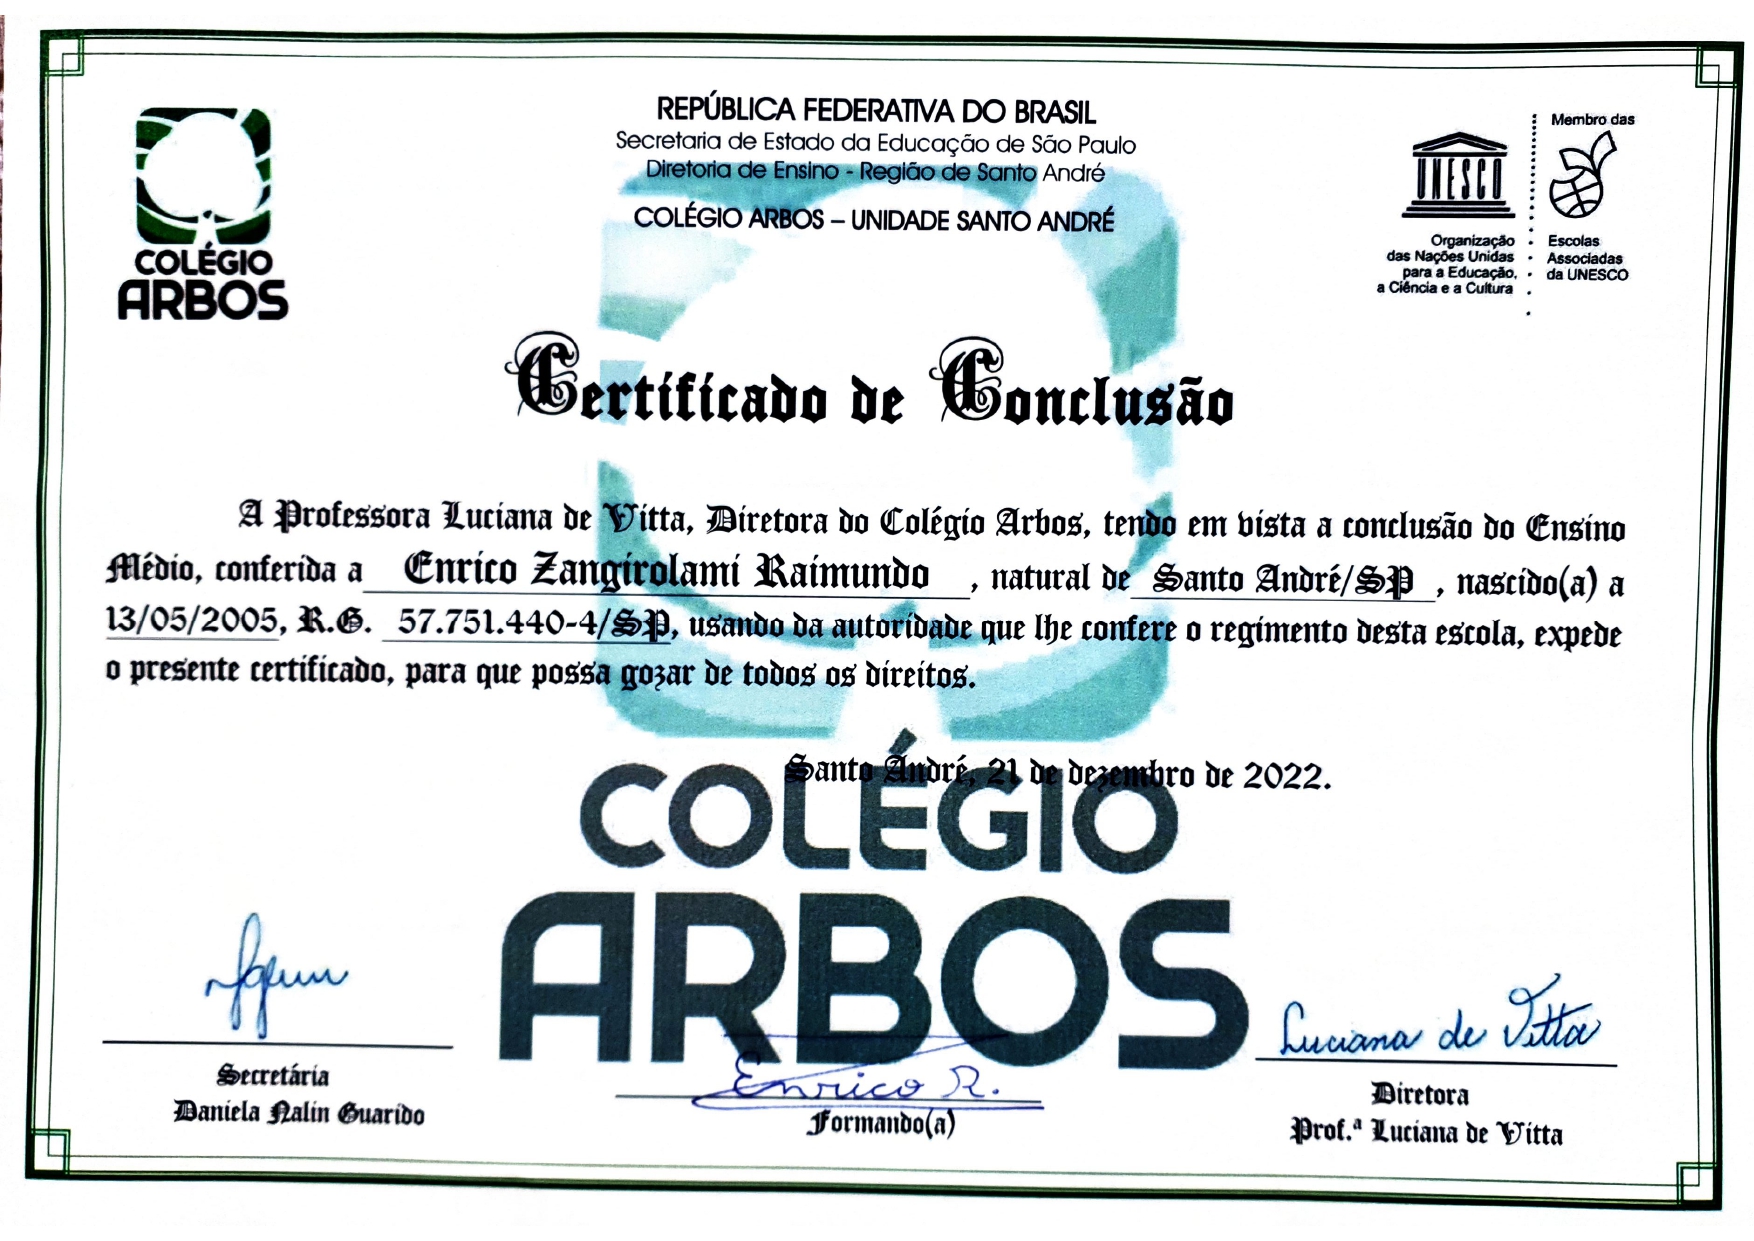 REPÚBLICA FEDERATIVA DO BRASIL
Secretaria de Estado da Educação de São Paulo
Diretoria de Ensino - Região de Santo André
COLÉGIO ARBOS – UNIDADE SANTO ANDRÉ
COLÉGIO
ARBOS
UNESCO
Organização
das Nações Unidas
para a Educação,
a Ciência e a Cultura
Membro das
Escolas
Associadas
da UNESCO
Certificado de Conclusão
A Professora Luciana de Vitta, Diretora do Colégio Arbos, tendo em vista a conclusão do Ensino
Médio, conferida a Enrico Zangirolami Raimundo, natural de Santo André/SP, nascido(a) a
13/05/2005, R.G. 57.751.440-4/SP, usando da autoridade que lhe confere o regimento desta escola, expede
o presente certificado, para que possa gozar de todos os direitos.
Santo André, 21 de dezembro de 2022.
COLÉGIO
ARBOS
Secretária
Daniela Nalin Guarido
Enrico R.
Formando(a)
Luciana de Vitta
Diretora
Prof.ª Luciana de Vitta